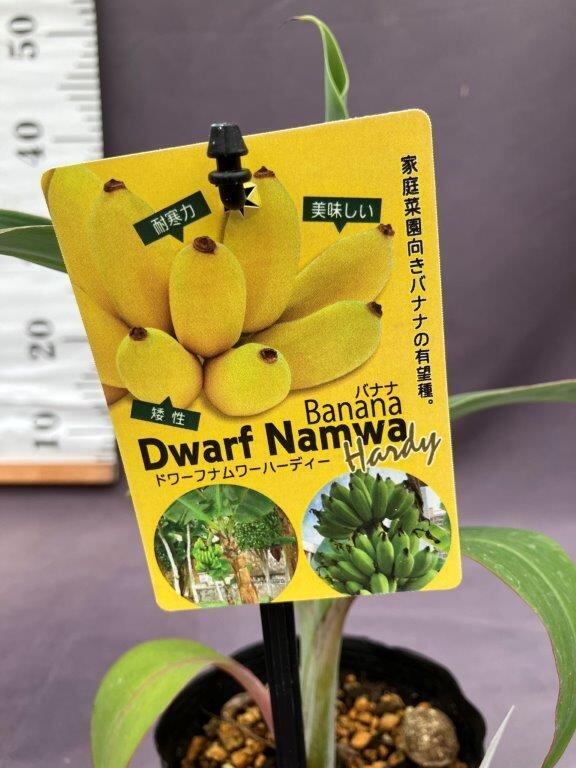 50
40
20
10
耐寒力
美味しい
家庭菜園向きバナナの有望種。
矮性
バナナ
Banana
Dwarf Namwa
Hardy
ドワーフナムワーハーディー